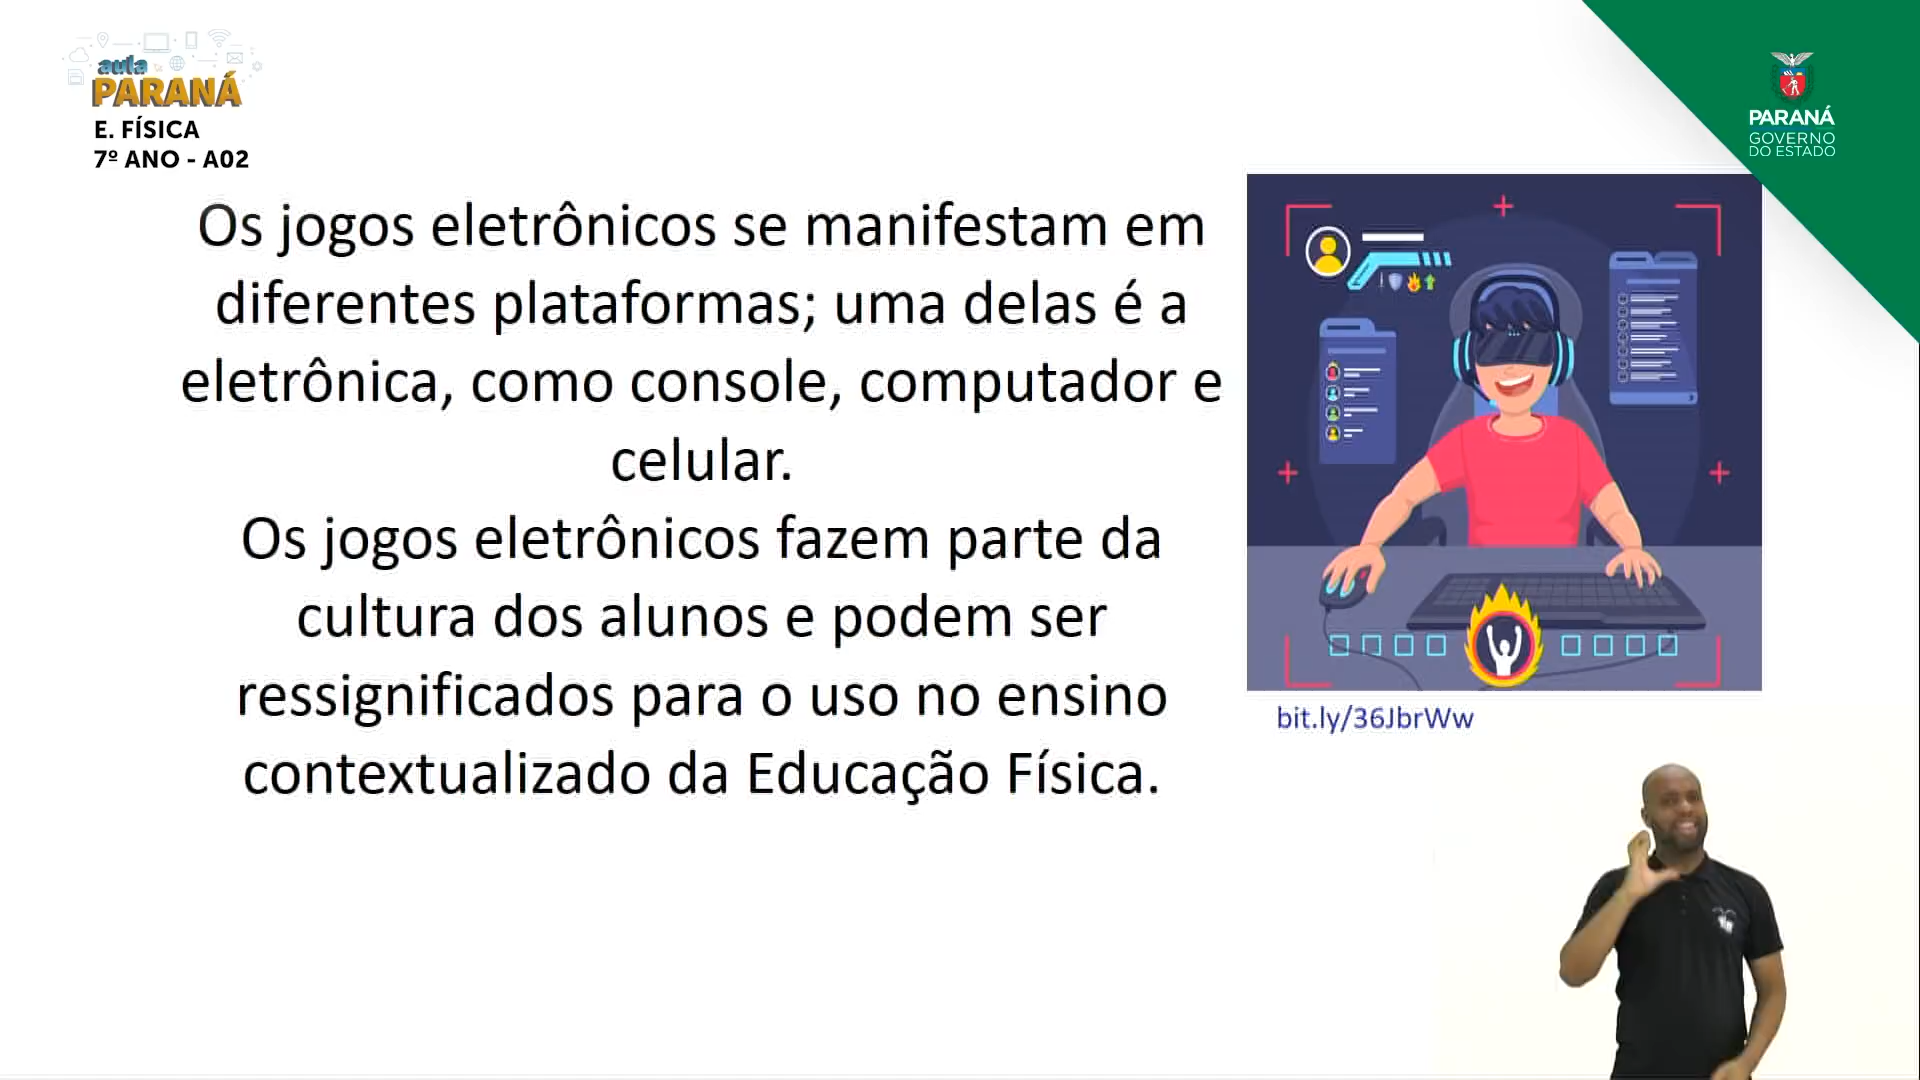 aula
PARANÁ
E. FÍSICA
7º ANO - A02
PARANÁ
GOVERNO
DO ESTADO
Os jogos eletrônicos se manifestam em
diferentes plataformas; uma delas é a
eletrônica, como console, computador e
celular.
Os jogos eletrônicos fazem parte da
cultura dos alunos e podem ser
ressignificados para o uso no ensino
contextualizado da Educação Física.
bit.ly/36JbrWw